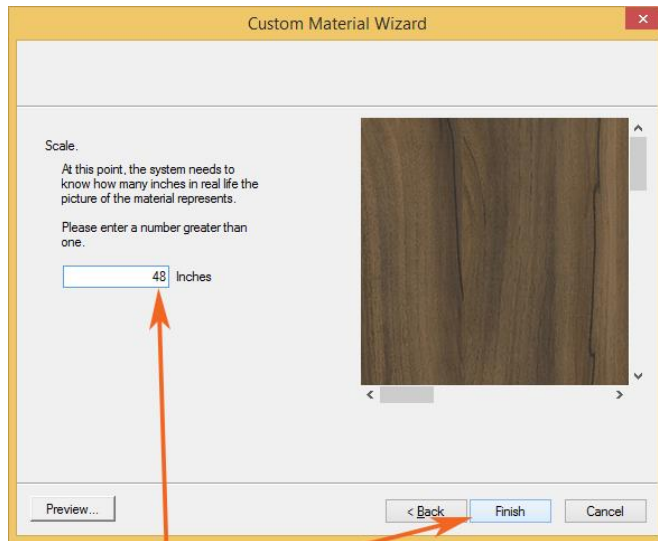 Custom Material Wizard
Scale.
At this point, the system needs to
know how many inches in real life the
picture of the material represents.
Please enter a number greater than
one.
48 Inches
Preview...
< Back
Finish
Cancel